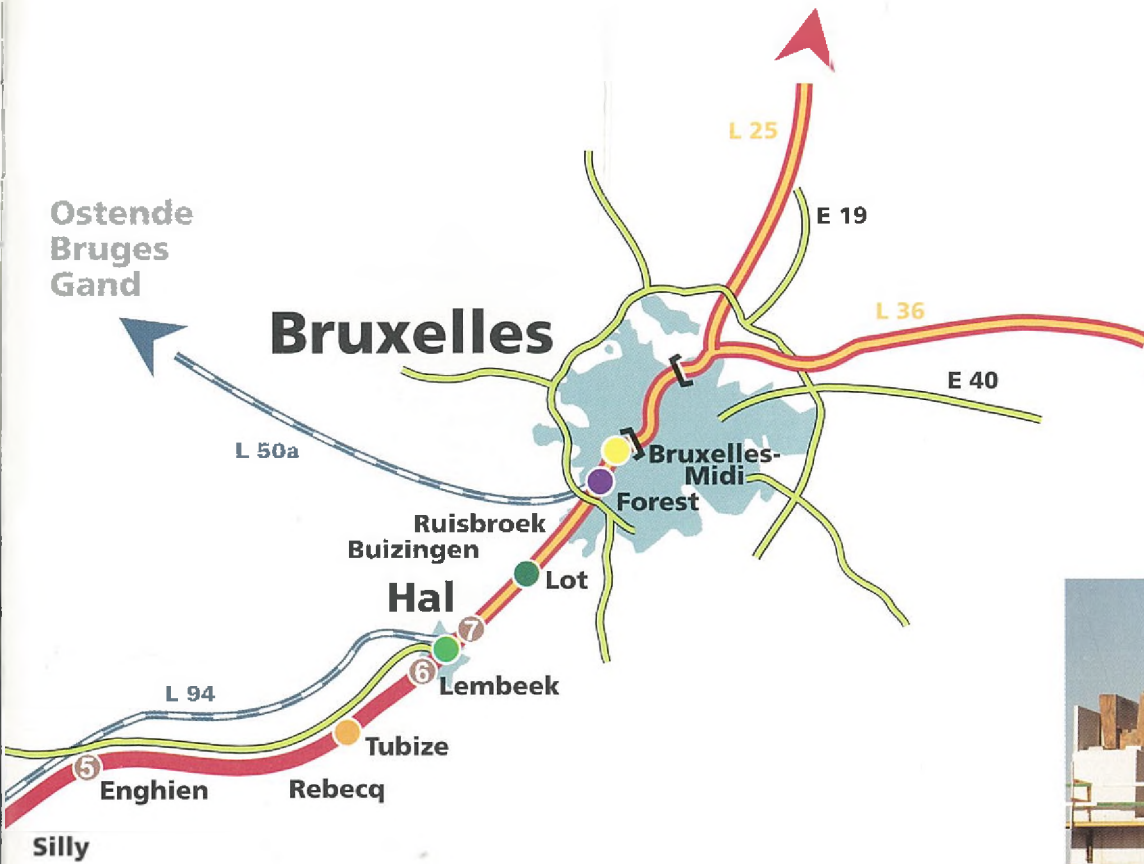 L 25
E 19
Ostende
Bruges
Gand
L 36
Bruxelles
E 40
L 50a
Bruxelles-
Midi
Forest
Ruisbroek
Buizingen
Lot
Hal
7
6
Lembeek
L 94
Tubize
5
Enghien
Rebecq
Silly